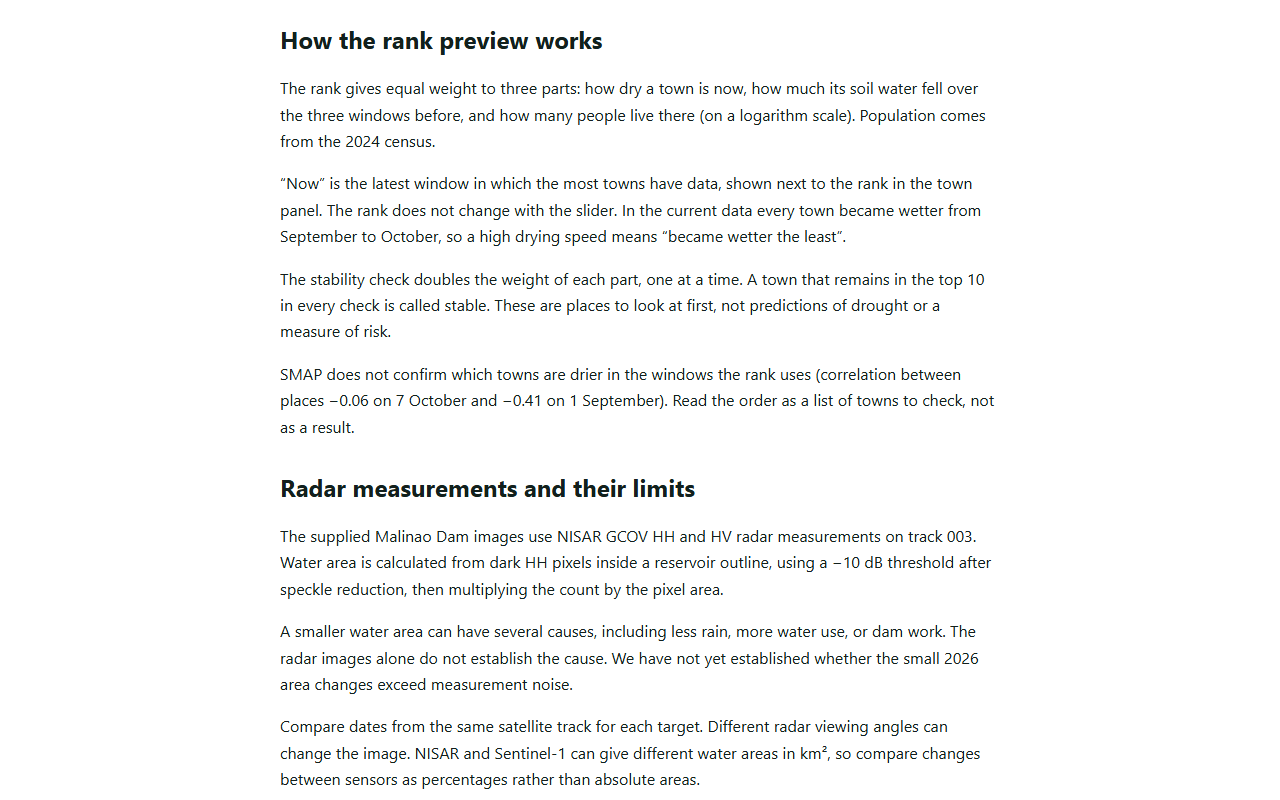 How the rank preview works
The rank gives equal weight to three parts: how dry a town is now, how much its soil water fell over
the three windows before, and how many people live there (on a logarithm scale). Population comes
from the 2024 census.
“Now” is the latest window in which the most towns have data, shown next to the rank in the town
panel. The rank does not change with the slider. In the current data every town became wetter from
September to October, so a high drying speed means “became wetter the least”.
The stability check doubles the weight of each part, one at a time. A town that remains in the top 10
in every check is called stable. These are places to look at first, not predictions of drought or a
measure of risk.
SMAP does not confirm which towns are drier in the windows the rank uses (correlation between
places −0.06 on 7 October and −0.41 on 1 September). Read the order as a list of towns to check, not
as a result.
Radar measurements and their limits
The supplied Malinao Dam images use NISAR GCOV HH and HV radar measurements on track 003.
Water area is calculated from dark HH pixels inside a reservoir outline, using a −10 dB threshold after
speckle reduction, then multiplying the count by the pixel area.
A smaller water area can have several causes, including less rain, more water use, or dam work. The
radar images alone do not establish the cause. We have not yet established whether the small 2026
area changes exceed measurement noise.
Compare dates from the same satellite track for each target. Different radar viewing angles can
change the image. NISAR and Sentinel-1 can give different water areas in km², so compare changes
between sensors as percentages rather than absolute areas.